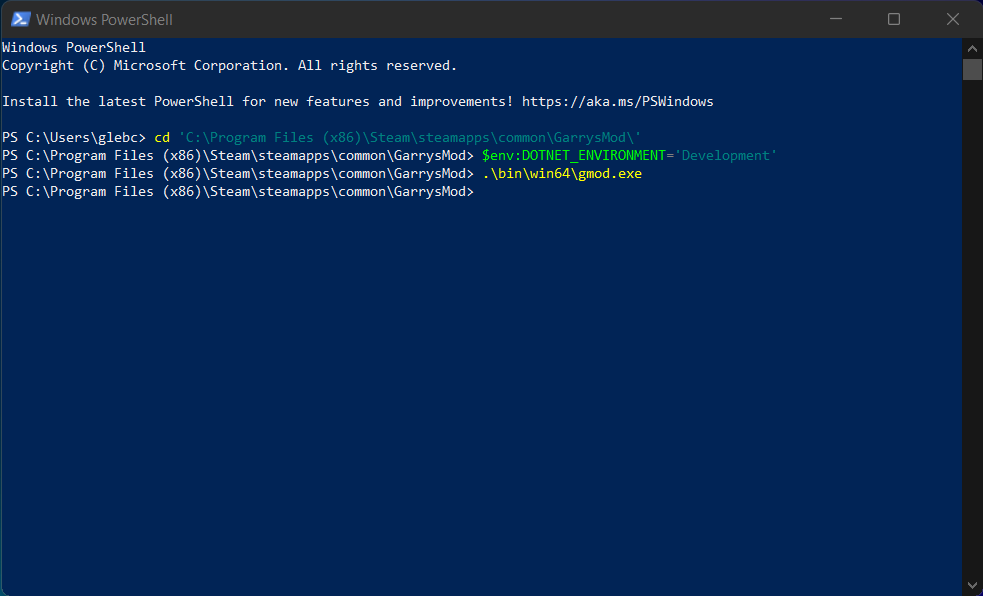 Windows PowerShell
Windows PowerShell
Copyright (C) Microsoft Corporation. All rights reserved.
Install the latest PowerShell for new features and improvements! https://aka.ms/PSWindows
PS C:\Users\glebc> cd 'C:\Program Files (x86)\Steam\steamapps\common\GarrysMod\'
PS C:\Program Files (x86)\Steam\steamapps\common\GarrysMod> $env:DOTNET_ENVIRONMENT='Development'
PS C:\Program Files (x86)\Steam\steamapps\common\GarrysMod> .\bin\win64\gmod.exe
PS C:\Program Files (x86)\Steam\steamapps\common\GarrysMod>